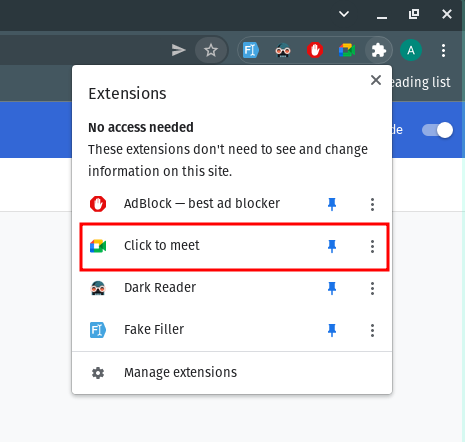 A
eading list
de
Extensions
No access needed
These extensions don't need to see and change
information on this site.
AdBlock — best ad blocker
Click to meet
Dark Reader
Fake Filler
Manage extensions